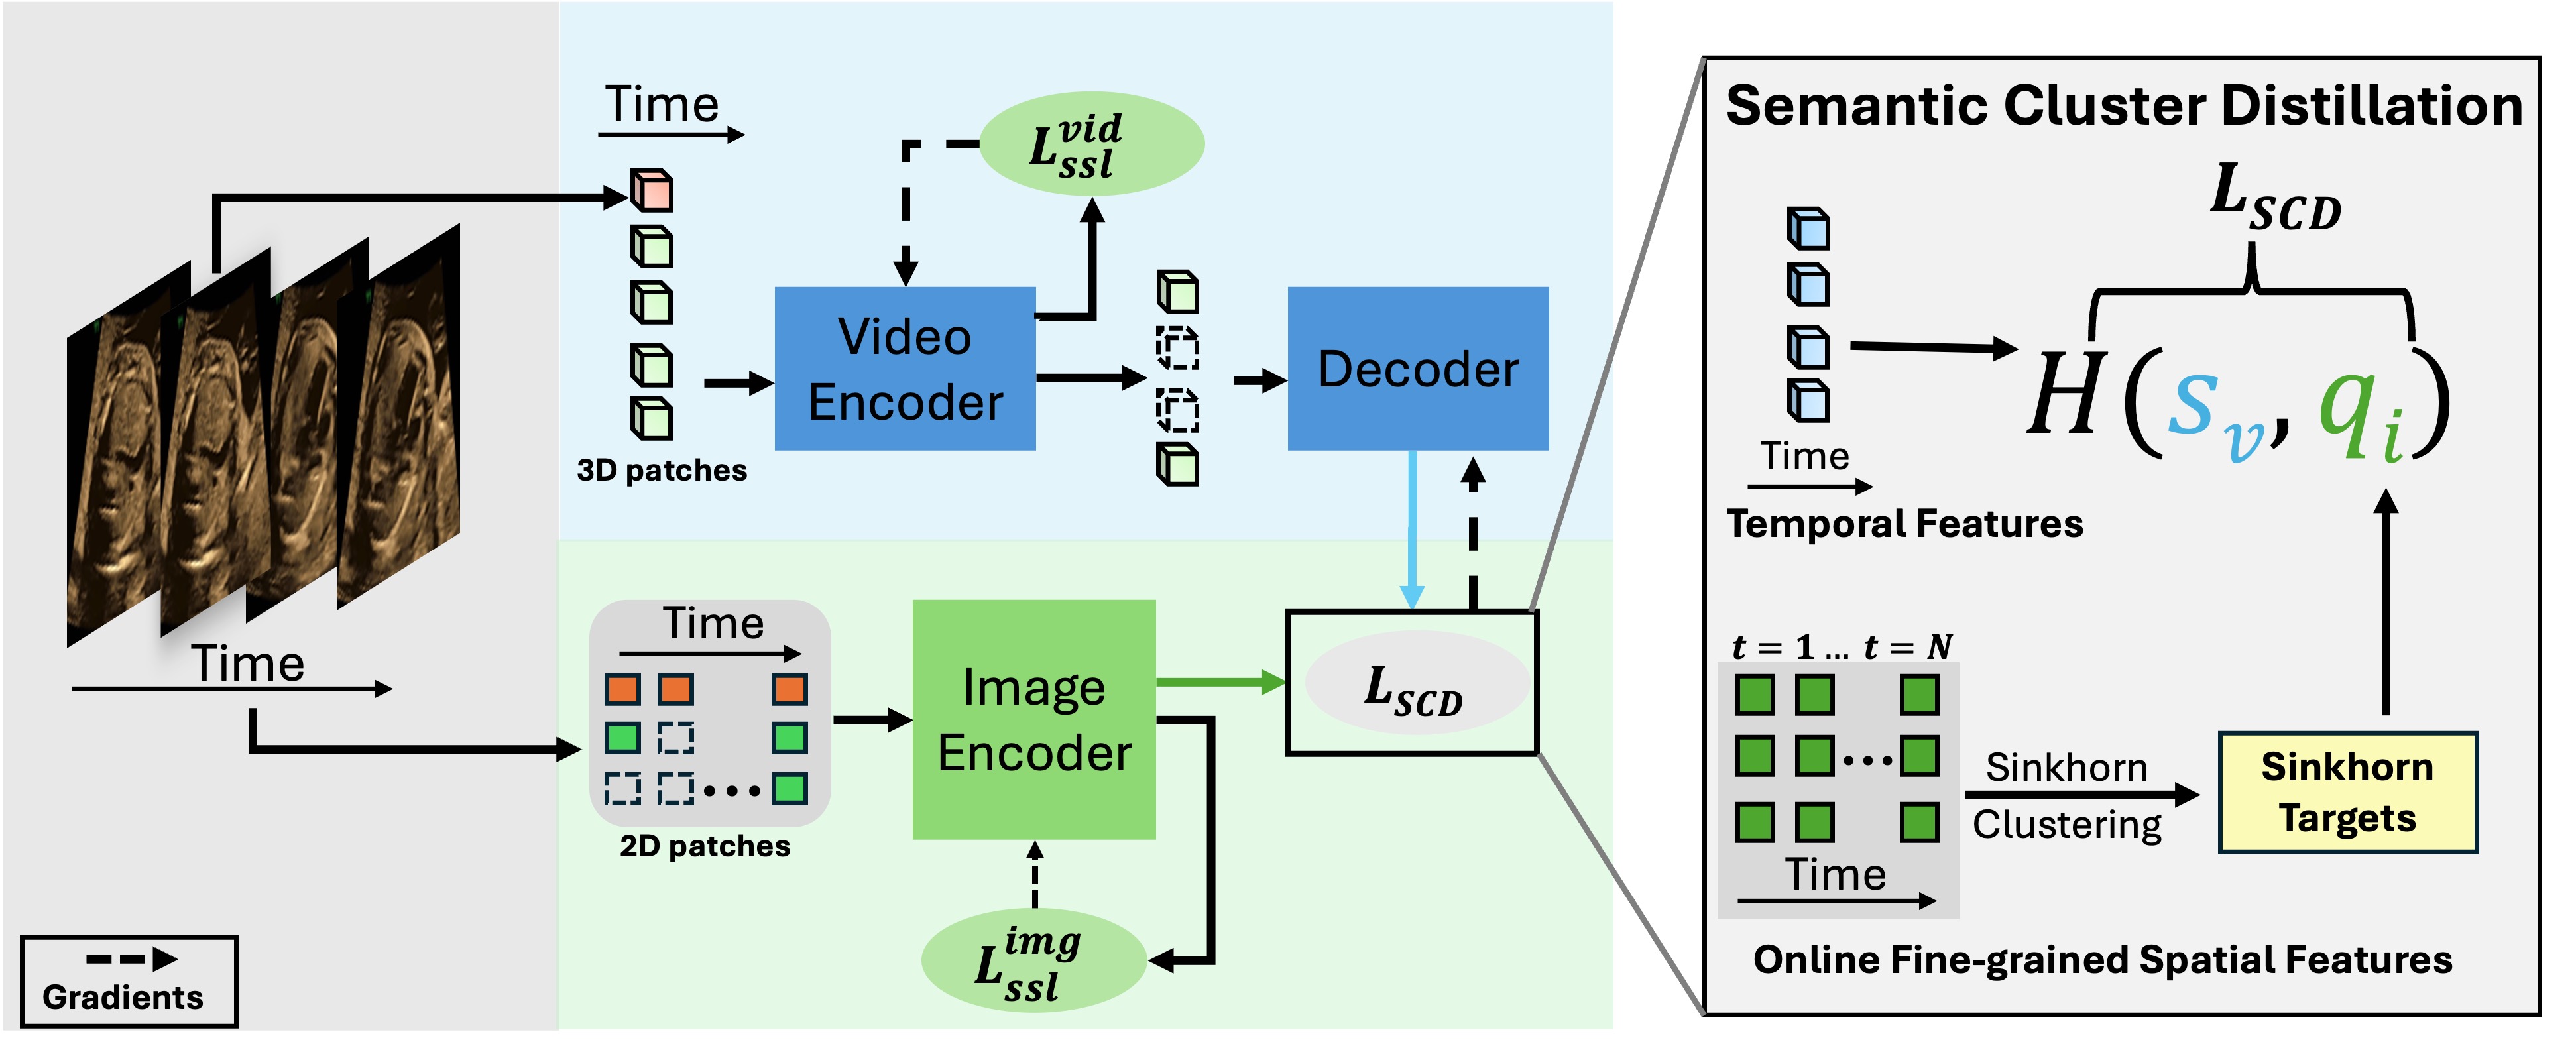 Time
Gradients
Time
3D patches
L_{ssl}^{vid}
Video
Encoder
Decoder
Time
2D patches
Image
Encoder
L_{ssl}^{img}
L_{SCD}
Semantic Cluster Distillation
L_{SCD}
H(s_v, q_i)
Time
Temporal Features
t = 1 ... t = N
Time
Sinkhorn
Clustering
Sinkhorn
Targets
Online Fine-grained Spatial Features